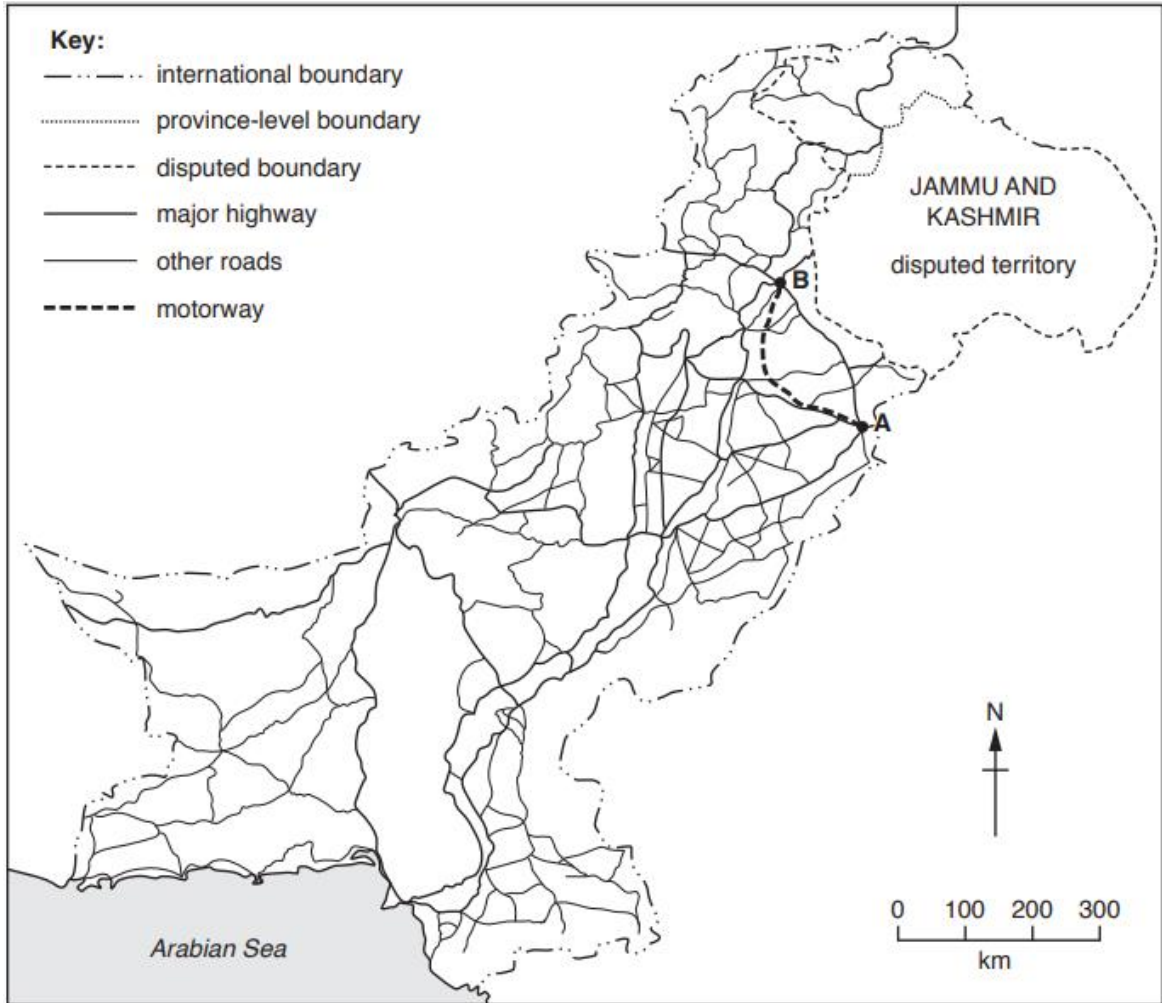 Key:
international boundary
province-level boundary
disputed boundary
major highway
other roads
motorway
JAMMU AND
KASHMIR
disputed territory
B
A
N
0 100 200 300
km
Arabian Sea